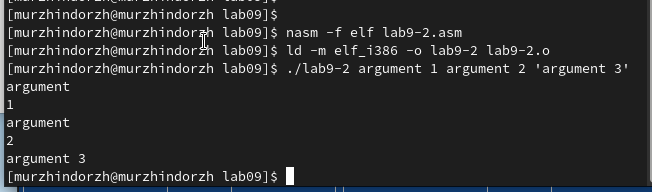 [murzhindorzh@murzhindorzh lab09]$
[murzhindorzh@murzhindorzh lab09]$ nasm -f elf lab9-2.asm
[murzhindorzh@murzhindorzh lab09]$ ld -m elf_i386 -o lab9-2 lab9-2.o
[murzhindorzh@murzhindorzh lab09]$ ./lab9-2 argument 1 argument 2 'argument 3'
argument
1
argument
2
argument 3
[murzhindorzh@murzhindorzh lab09]$